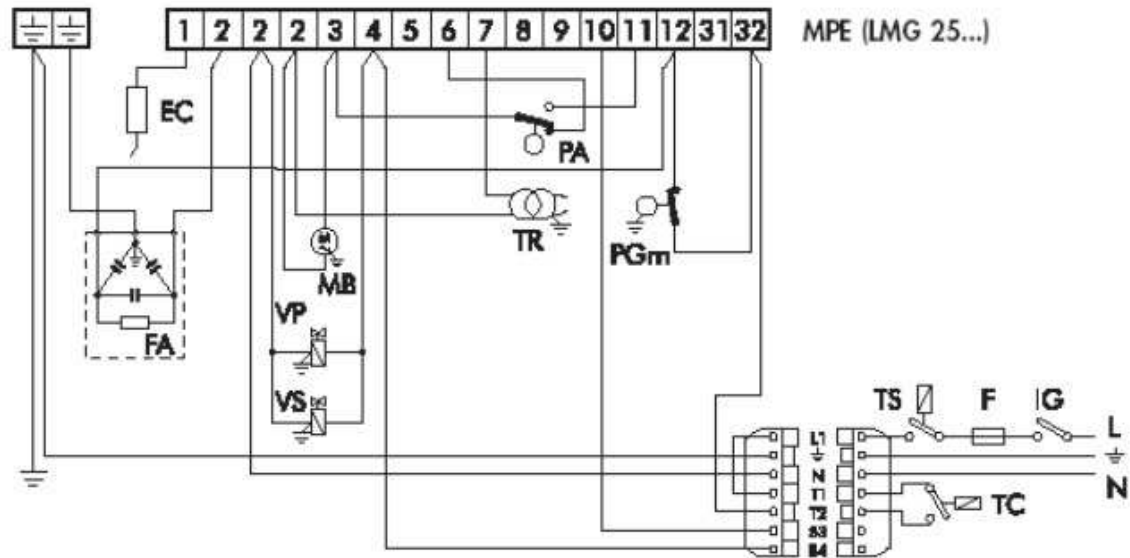 1 2 2 2 3 4 5 6 7 8 9 10 11 12 31 32 MPE (LMG 25...)
EC
PA
TR
PGm
MB
VP
FA
VS
TS F IG
L1 L
N N
T1 TC
T2
S3
B4